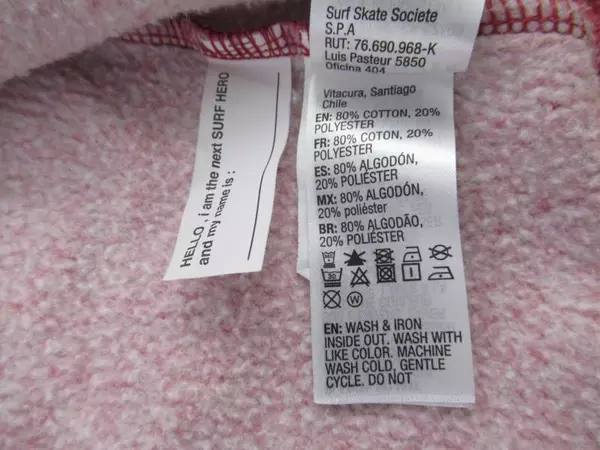 Surf Skate Societe
S.P.A
RUT: 76.690.968-K
Luis Pasteur 5850
Oficina 404
Vitacura, Santiago
Chile
EN: 80% COTTON, 20%
POLYESTER
FR: 80% COTON, 20%
POLYESTER
ES: 80% ALGODÓN,
20% POLIÉSTER
MX: 80% ALGODÓN,
20% poliéster
BR: 80% ALGODÃO,
20% POLIÉSTER
W
EN: WASH & IRON
INSIDE OUT. WASH WITH
LIKE COLOR. MACHINE
WASH COLD, GENTLE
CYCLE. DO NOT
HELLO, i am the next SURF HERO
and my name is :